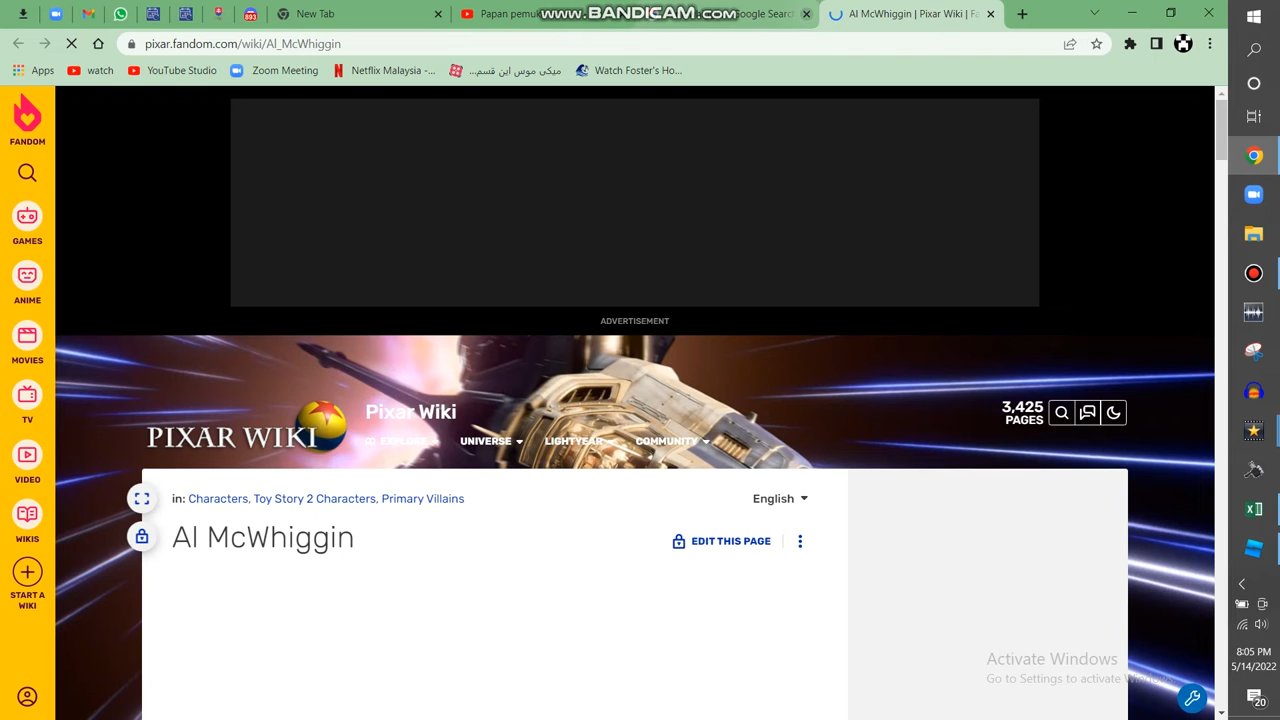 New Tab
Papan pemuk
www.BANDICAM.com
oogle Search
Al McWhiggin | Pixar Wiki | Fa
893
pixar.fandom.com/wiki/Al_McWhiggin
Apps
watch
YouTube Studio
Zoom Meeting
Netflix Malaysia -...
میکی موس این قسم...
Watch Foster's Ho...
FANDOM
GAMES
ANIME
MOVIES
TV
VIDEO
WIKIS
START A
WIKI
ADVERTISEMENT
PIXAR WIKI
Pixar Wiki
EXPLORE
UNIVERSE
LIGHTYEAR
COMMUNITY
3,425
PAGES
in: Characters, Toy Story 2 Characters, Primary Villains
English
Al McWhiggin
EDIT THIS PAGE
Activate Windows
Go to Settings to activate
8:05 PM
5/14/2022
20